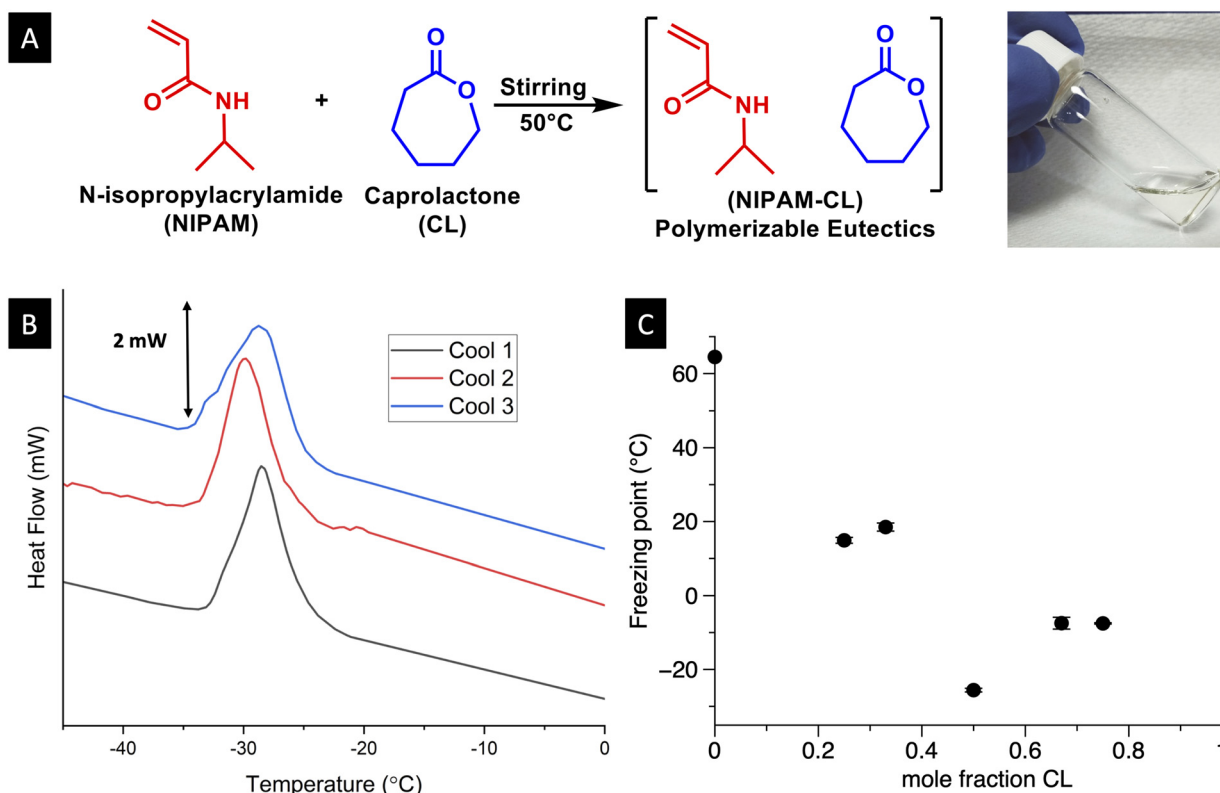 A
O
NH
+
O
O
Stirring
50°C
O
NH
O
O
N-isopropylacrylamide
(NIPAM)
Caprolactone
(CL)
(NIPAM-CL)
Polymerizable Eutectics
B
2 mW
Cool 1
Cool 2
Cool 3
Heat Flow (mW)
-40
-30
-20
-10
0
Temperature (°C)
C
60
40
20
0
−20
Freezing point (°C)
0
0.2
0.4
0.6
0.8
mole fraction CL